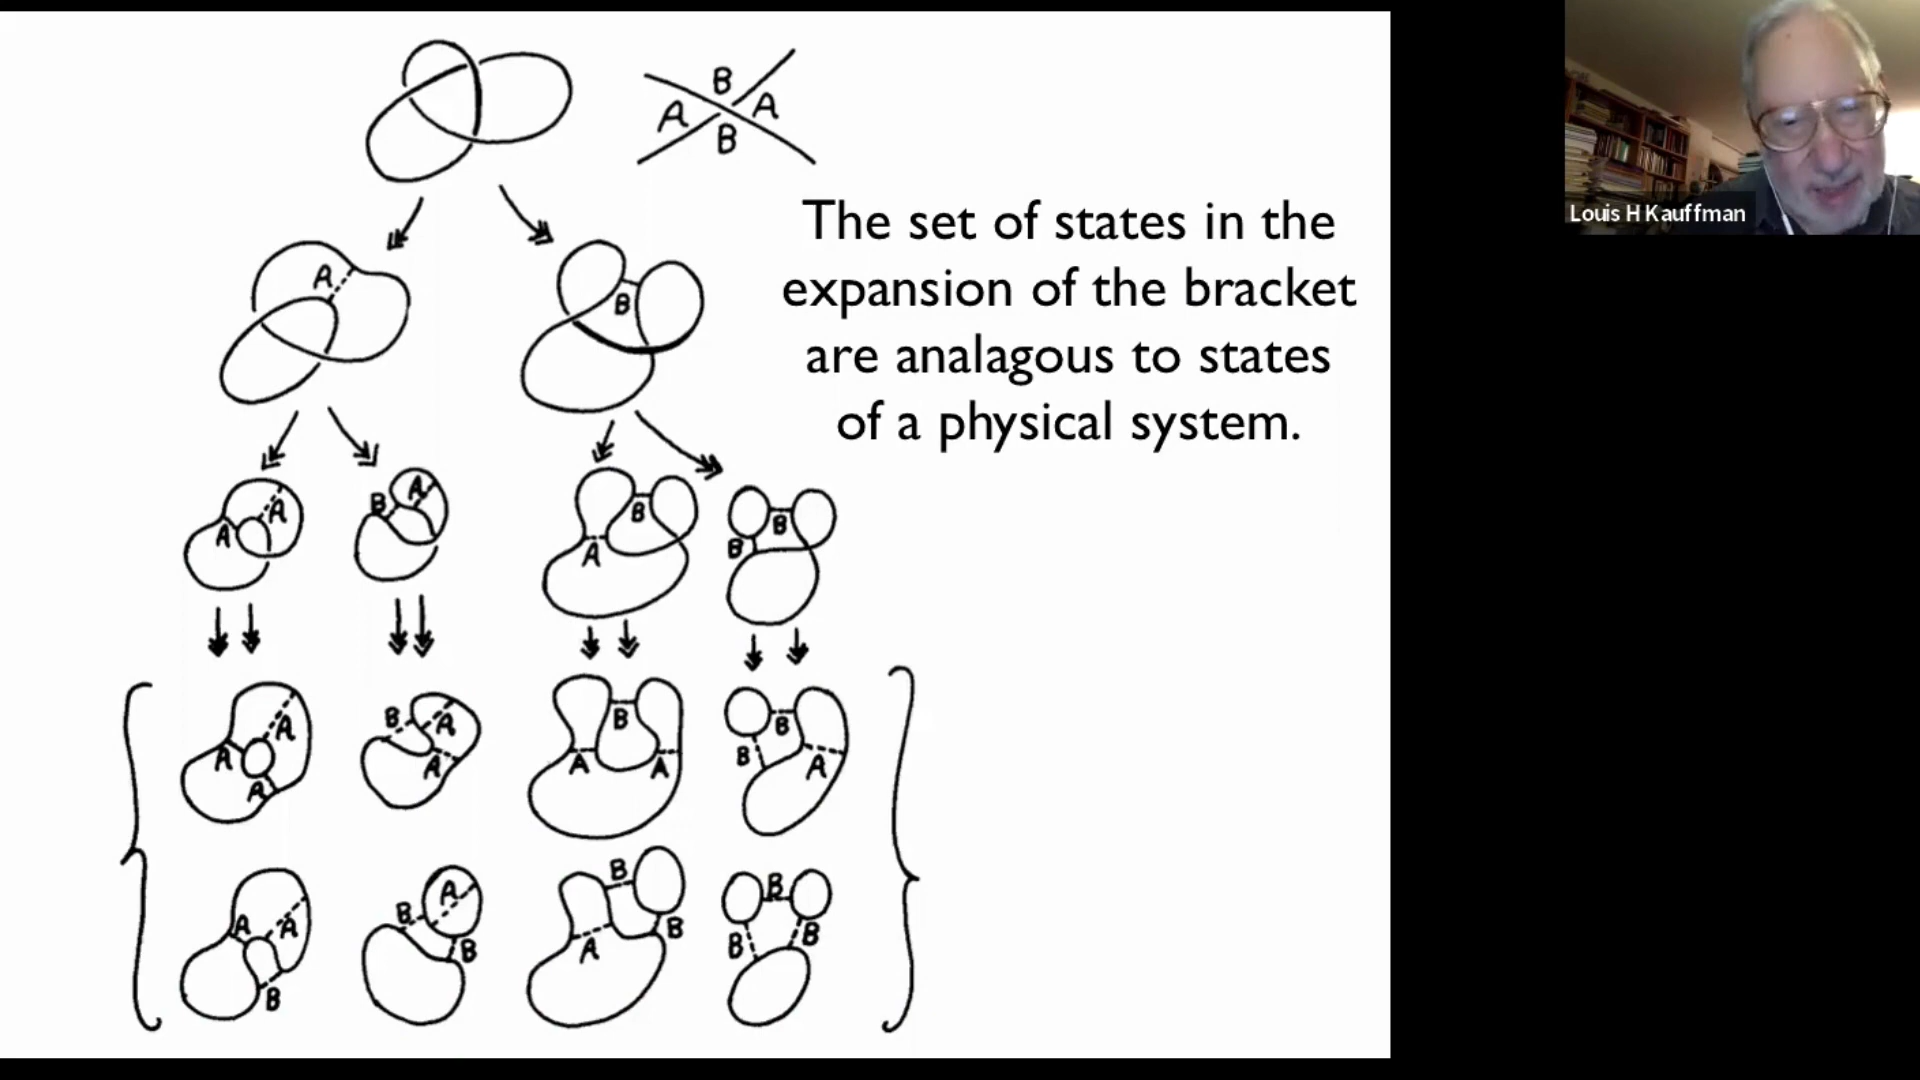 B
A A
B
The set of states in the
expansion of the bracket
are analagous to states
of a physical system.
Louis H Kauffman
A
B
A A
B A
B
A
B
B
A
A
A
B
A
A
B
A A
B
B
A
A A
B
A
B
B
B
A
B
B
B
B